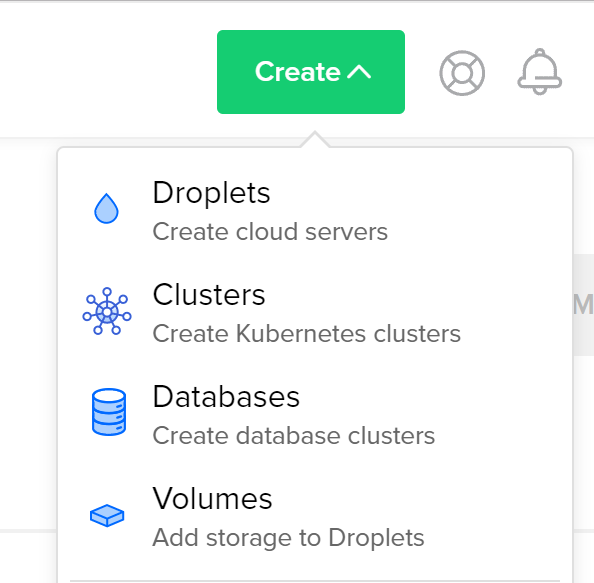 Create
Droplets
Create cloud servers
Clusters
Create Kubernetes clusters
M
Databases
Create database clusters
Volumes
Add storage to Droplets